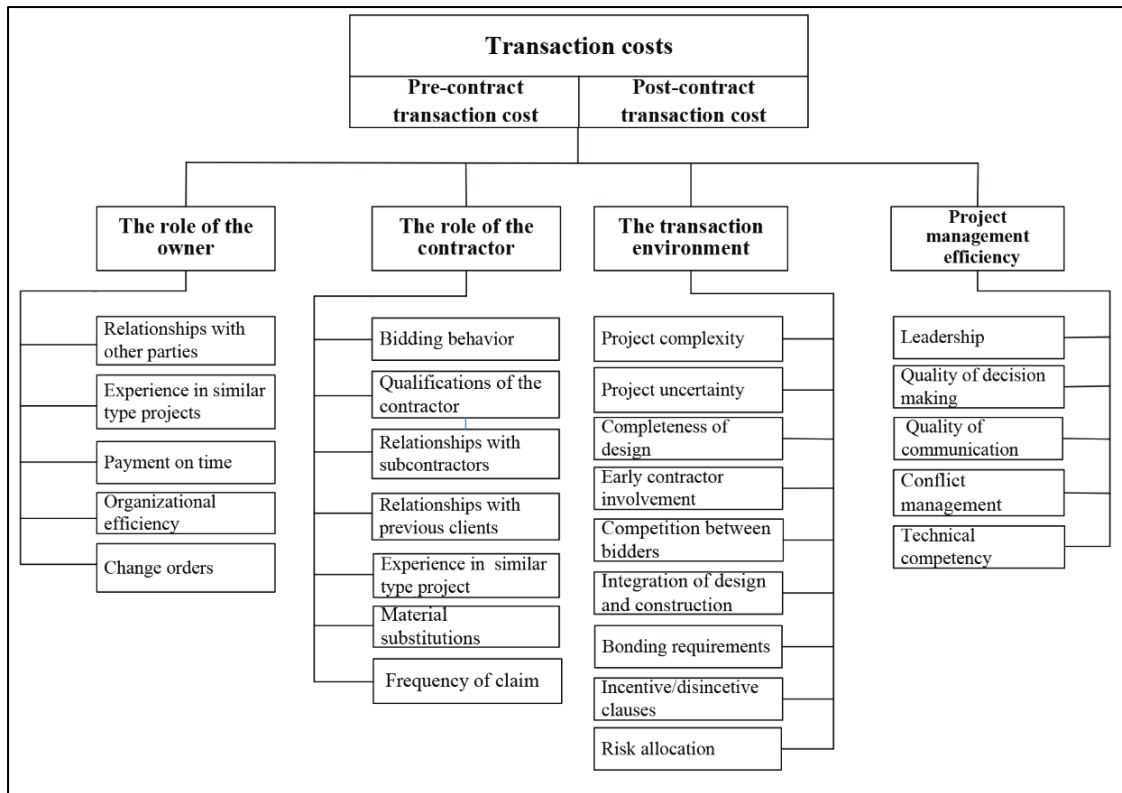 Transaction costs
Pre-contract
transaction cost
Post-contract
transaction cost
The role of the
owner
Relationships with
other parties
Experience in similar
type projects
Payment on time
Organizational
efficiency
Change orders
The role of the
contractor
Bidding behavior
Qualifications of the
contractor
Relationships with
subcontractors
Relationships with
previous clients
Experience in similar
type project
Material
substitutions
Frequency of claim
The transaction
environment
Project complexity
Project uncertainty
Completeness of
design
Early contractor
involvement
Competition between
bidders
Integration of design
and construction
Bonding requirements
Incentive/disincetive
clauses
Risk allocation
Project
management
efficiency
Leadership
Quality of decision
making
Quality of
communication
Conflict
management
Technical
competency